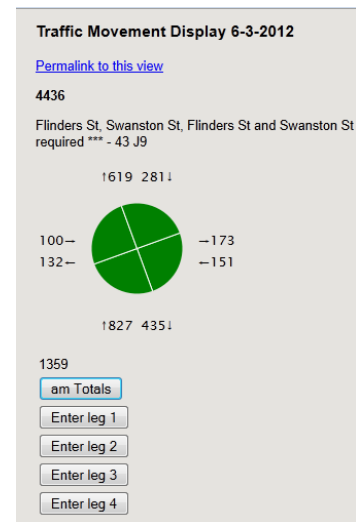 Traffic Movement Display 6-3-2012
Permalink to this view
4436
Flinders St, Swanston St, Flinders St and Swanston St
required *** - 43 J9
↑619 281↓
100→ →173
132← ←151
↑827 435↓
1359
am Totals
Enter leg 1
Enter leg 2
Enter leg 3
Enter leg 4